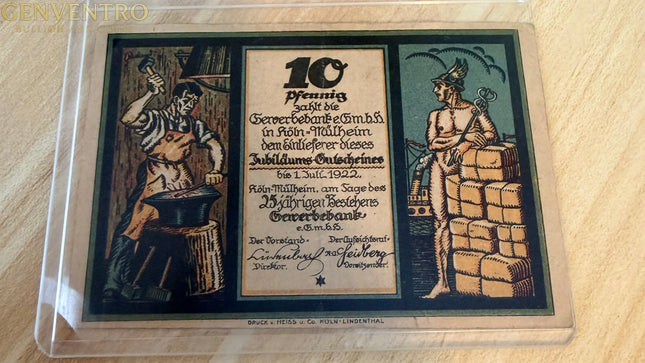 GENVENTRO
10
Pfennig
zahlt die
Gewerbebank e.G.m.b.H.
in Köln-Mülheim
dem Einlieferer dieses
Jubiläums-Gutscheines
bis 1. Juli 1922.
Köln-Mülheim, am Tage des
25jährigen Bestehens
Gewerbebank
e.G.m.b.H.
Der Vorstand. Der Aufsichtsrat.
Direktor. Vorsitzender.
DRUCK v. HEISS u. Co. KÖLN-LINDENTHAL